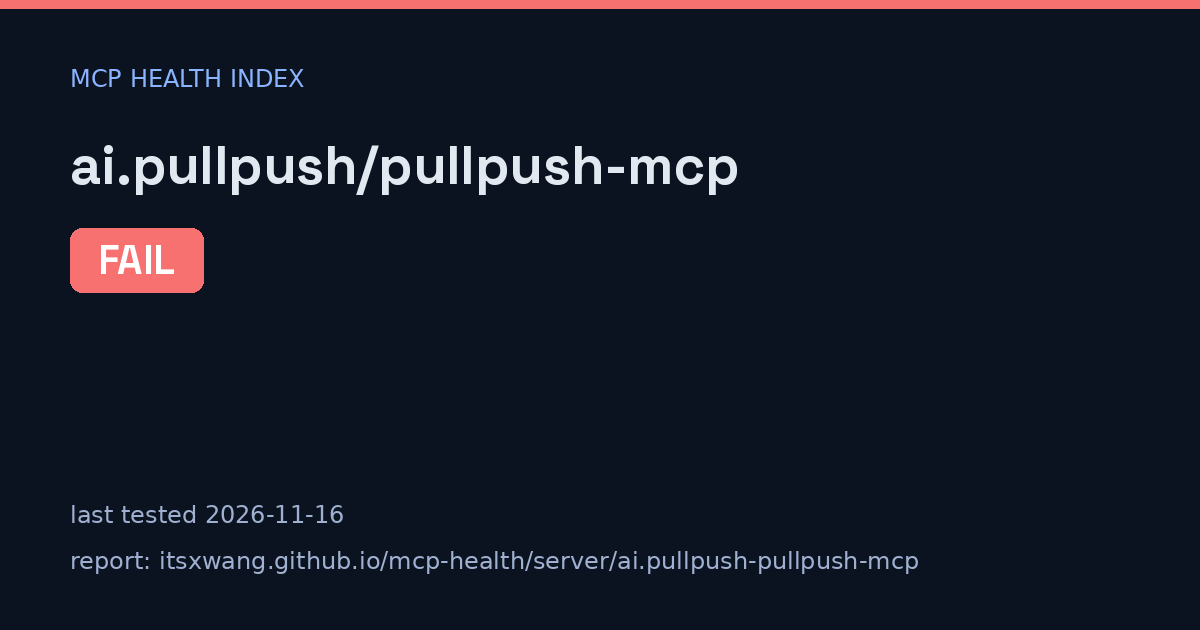 MCP HEALTH INDEX
ai.pullpush/pullpush-mcp
FAIL
last tested 2026-11-16
report: itsxwang.github.io/mcp-health/server/ai.pullpush-pullpush-mcp